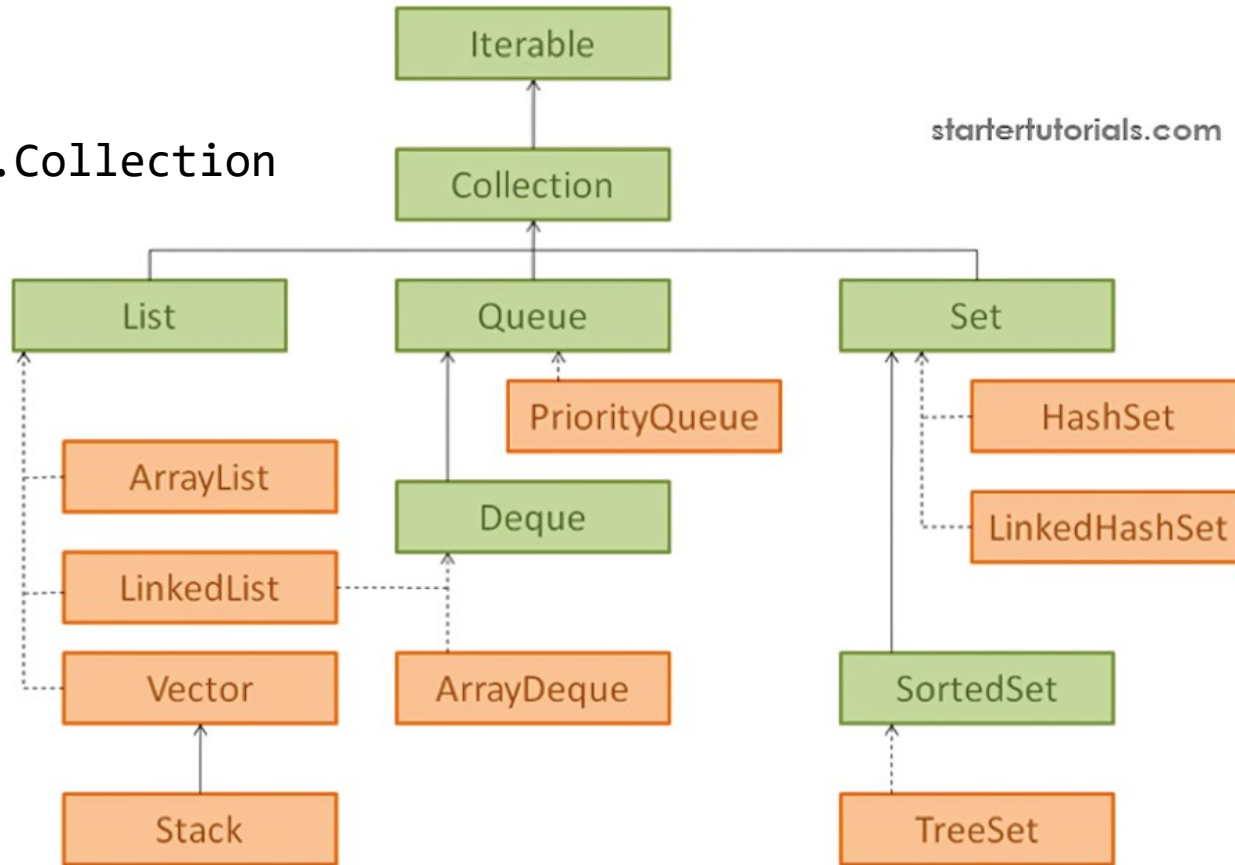 Iterable
startertutorials.com
.Collection
Collection
List
Queue
Set
PriorityQueue
HashSet
ArrayList
Deque
LinkedHashSet
LinkedList
Vector
ArrayDeque
SortedSet
Stack
TreeSet